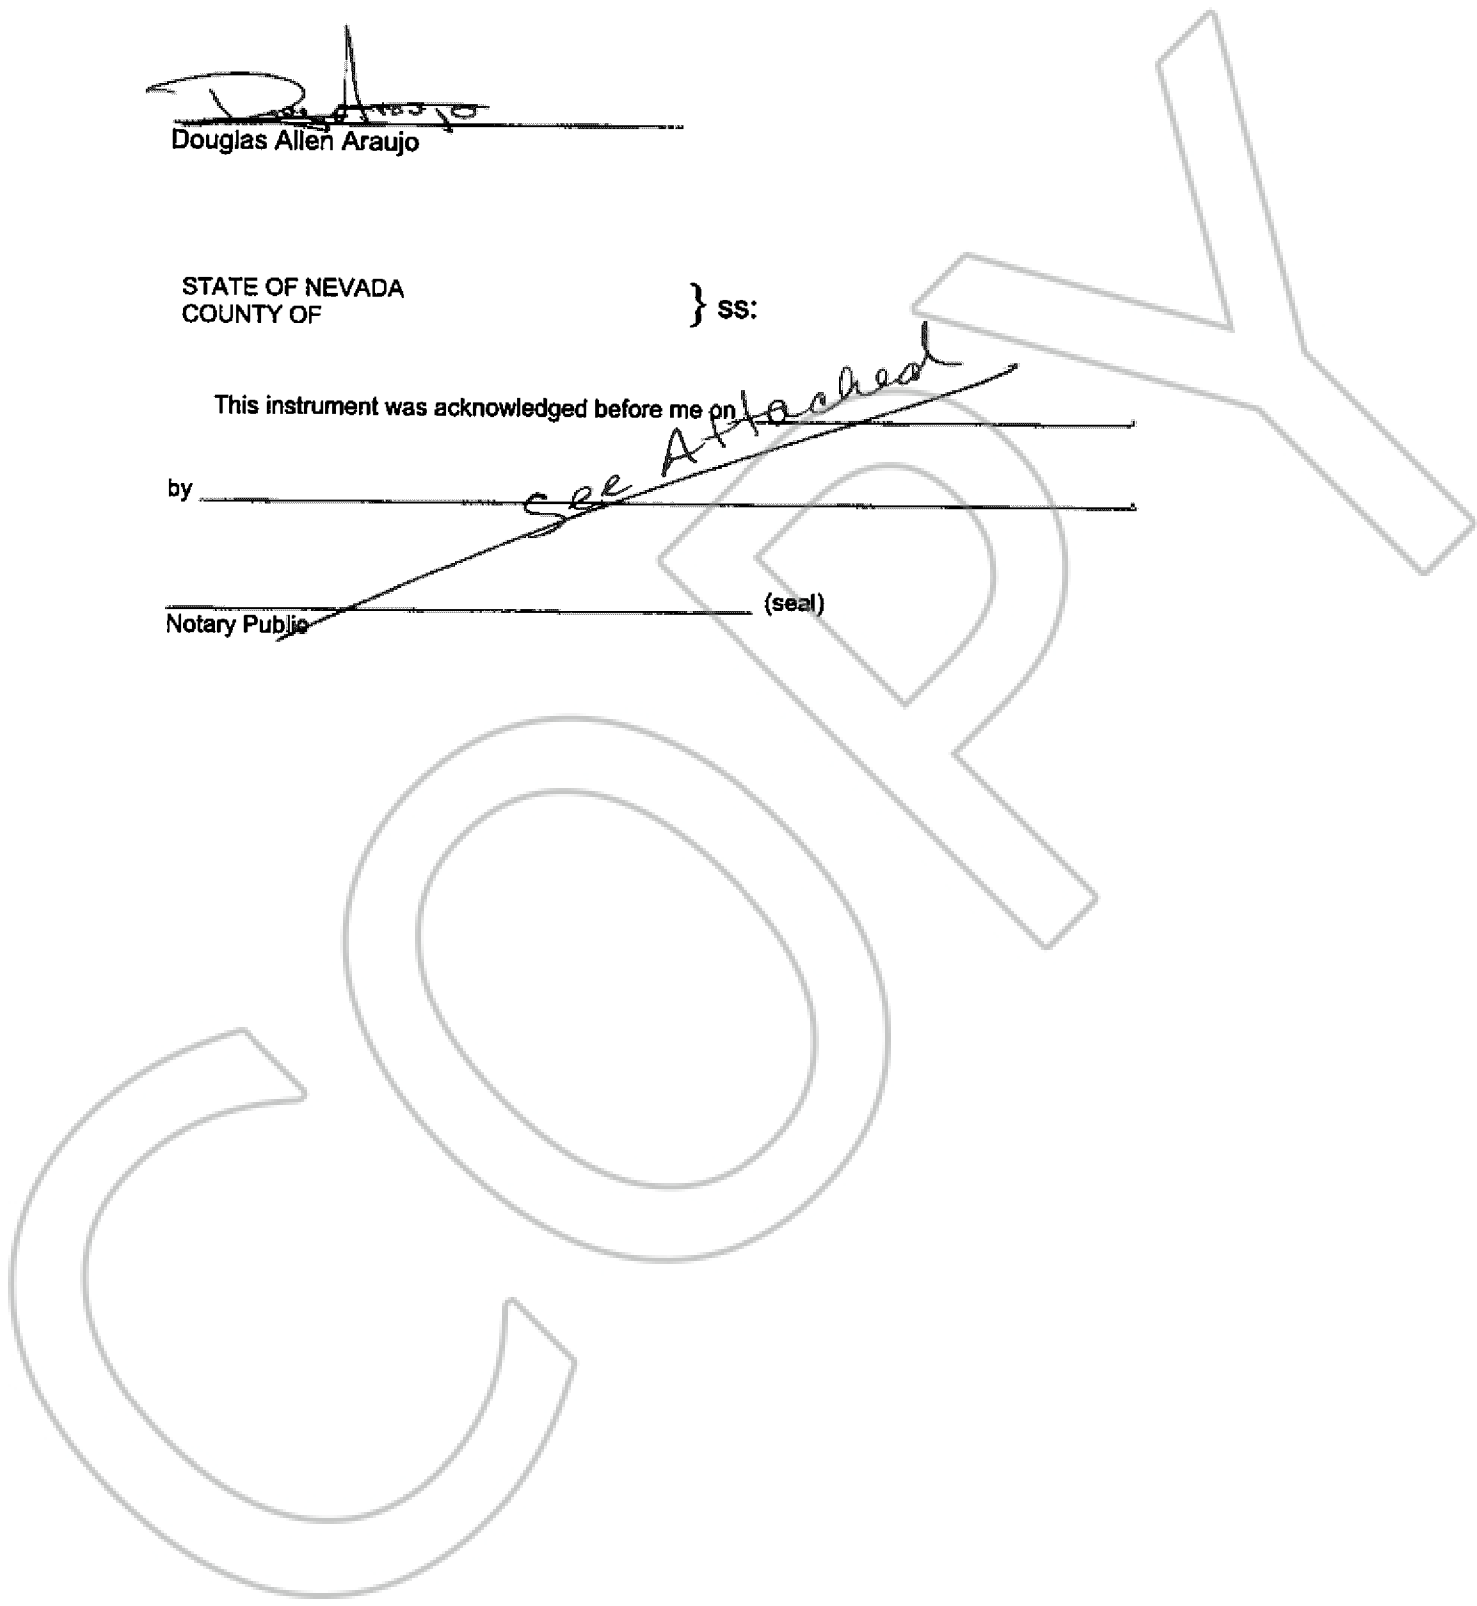 Douglas Allen Araujo
STATE OF NEVADA
COUNTY OF } ss:
This instrument was acknowledged before me on
See Attached
by
(seal)
Notary Public
COPY